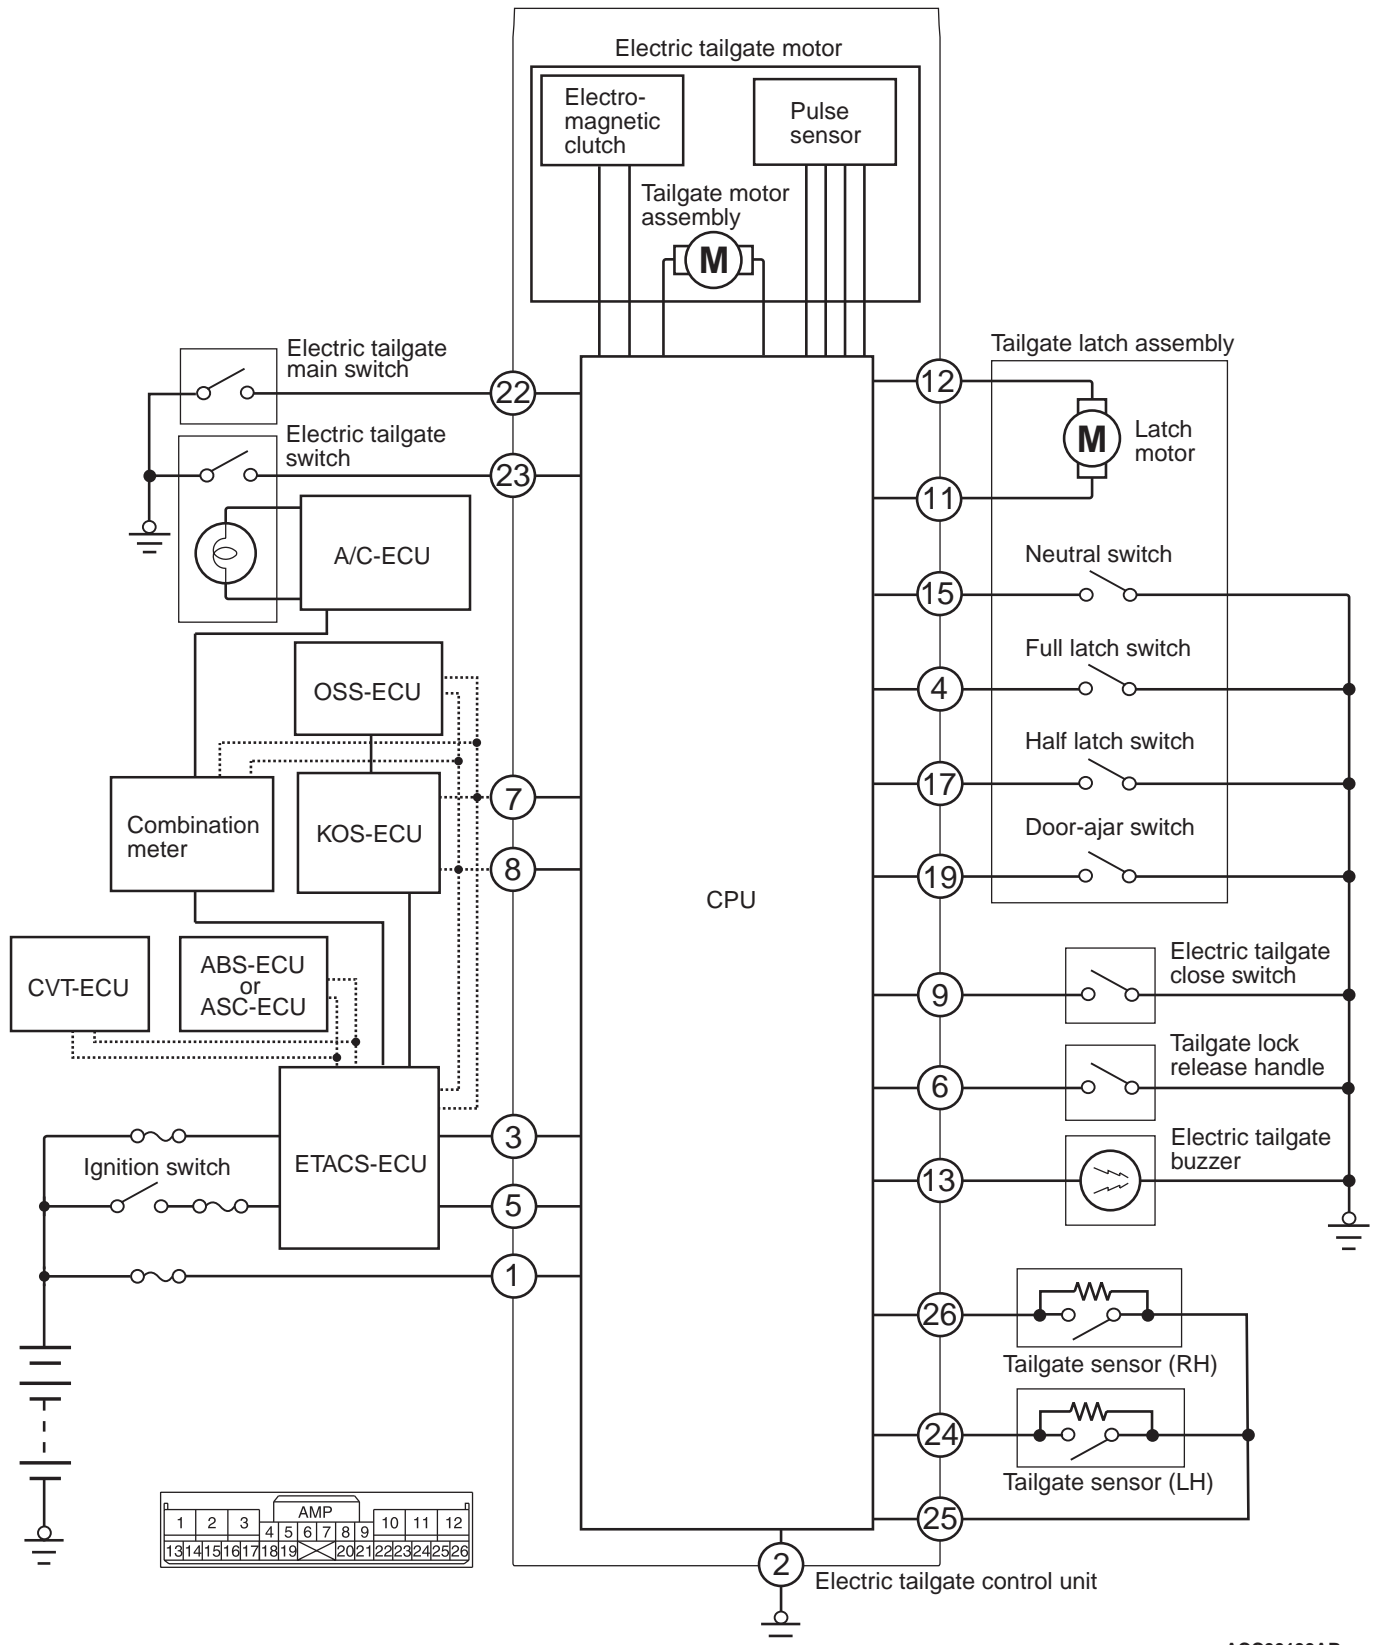 Electric tailgate motor
Electro-
magnetic
clutch
Pulse
sensor
Tailgate motor
assembly
M
Electric tailgate
main switch
22
Electric tailgate
switch
23
A/C-ECU
OSS-ECU
Combination
meter
KOS-ECU
7
8
CVT-ECU
ABS-ECU
or
ASC-ECU
ETACS-ECU
3
Ignition switch
5
1
CPU
Tailgate latch assembly
12
M
Latch
motor
11
Neutral switch
15
Full latch switch
4
Half latch switch
17
Door-ajar switch
19
Electric tailgate
close switch
9
Tailgate lock
release handle
6
Electric tailgate
buzzer
13
26
Tailgate sensor (RH)
24
Tailgate sensor (LH)
25
2
Electric tailgate control unit
AMP
1 2 3 4 5 6 7 8 9 10 11 12
13 14 15 16 17 18 19 20 21 22 23 24 25 26